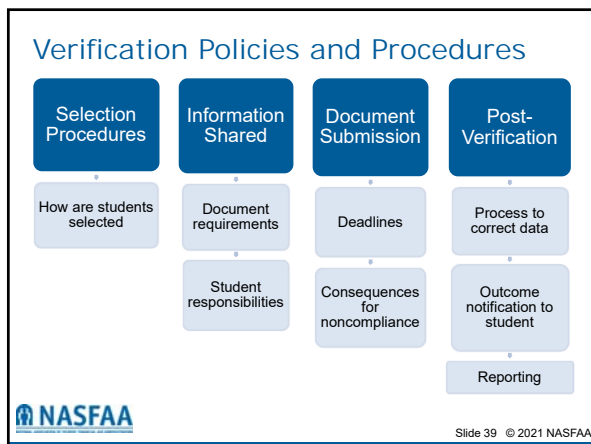 Verification Policies and Procedures
Selection
Procedures
How are students
selected
Information
Shared
Document
requirements
Student
responsibilities
Document
Submission
Deadlines
Consequences
for
noncompliance
Post-
Verification
Process to
correct data
Outcome
notification to
student
Reporting
NASFAA
Slide 39 © 2021 NASFAA